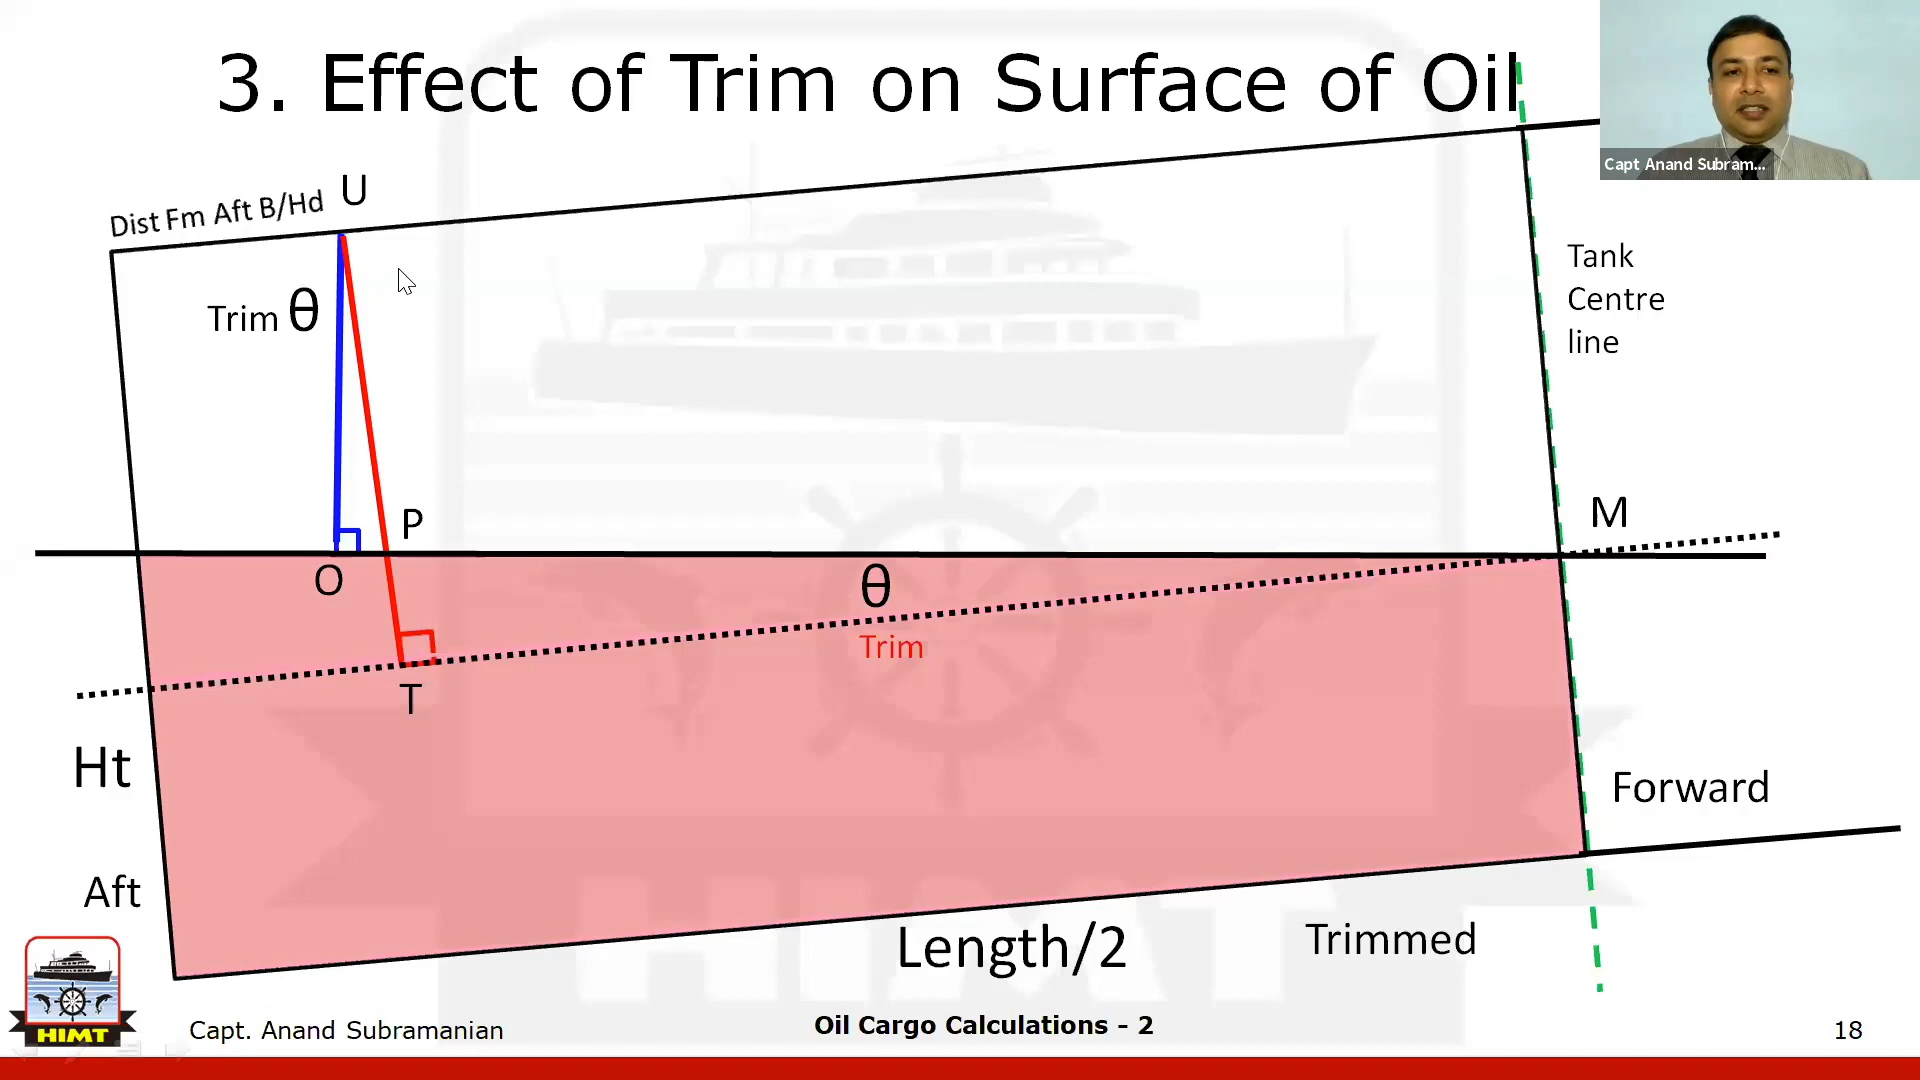 3. Effect of Trim on Surface of Oil
Capt Anand Subram...
Dist Fm Aft B/Hd
U
Trim θ
Tank
Centre
line
P
M
O
θ
Trim
T
Ht
Forward
Aft
Length/2
Trimmed
HIMT
HIMT
Capt. Anand Subramanian
Oil Cargo Calculations - 2
18